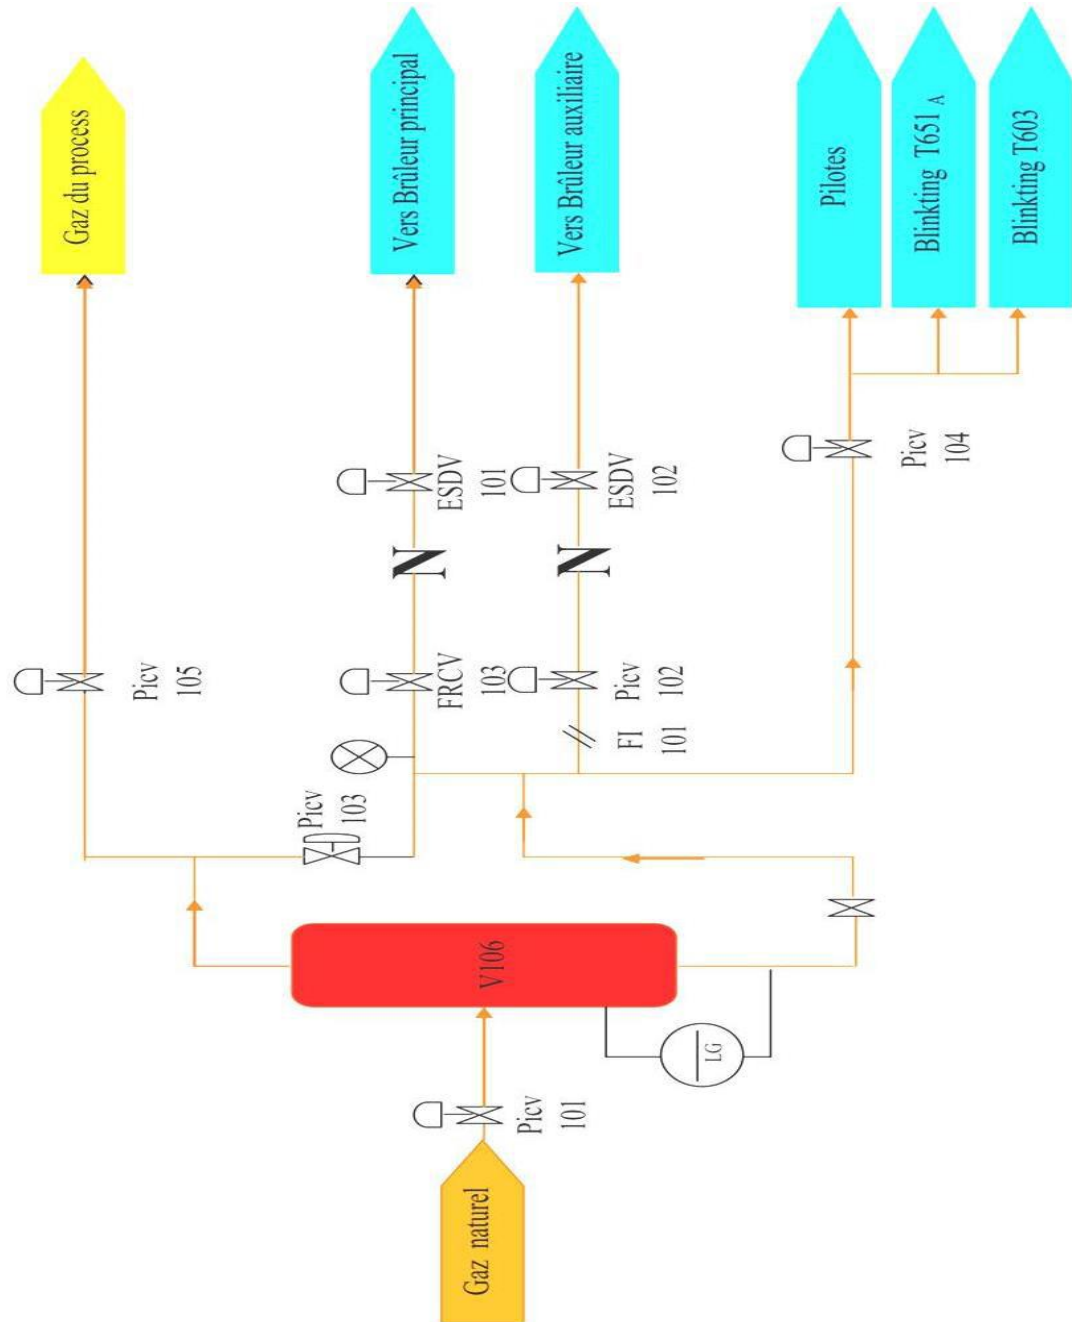 Gaz du process
Vers Brûleur principal
Vers Brûleur auxiliaire
Pilotes
Blinkting T651 A
Blinkting T603
Picv
105
ESDV
101
ESDV
102
Picv
104
N
N
FRCV
103
Picv
102
FI
101
Picv
103
V106
LG
Picv
101
Gaz naturel